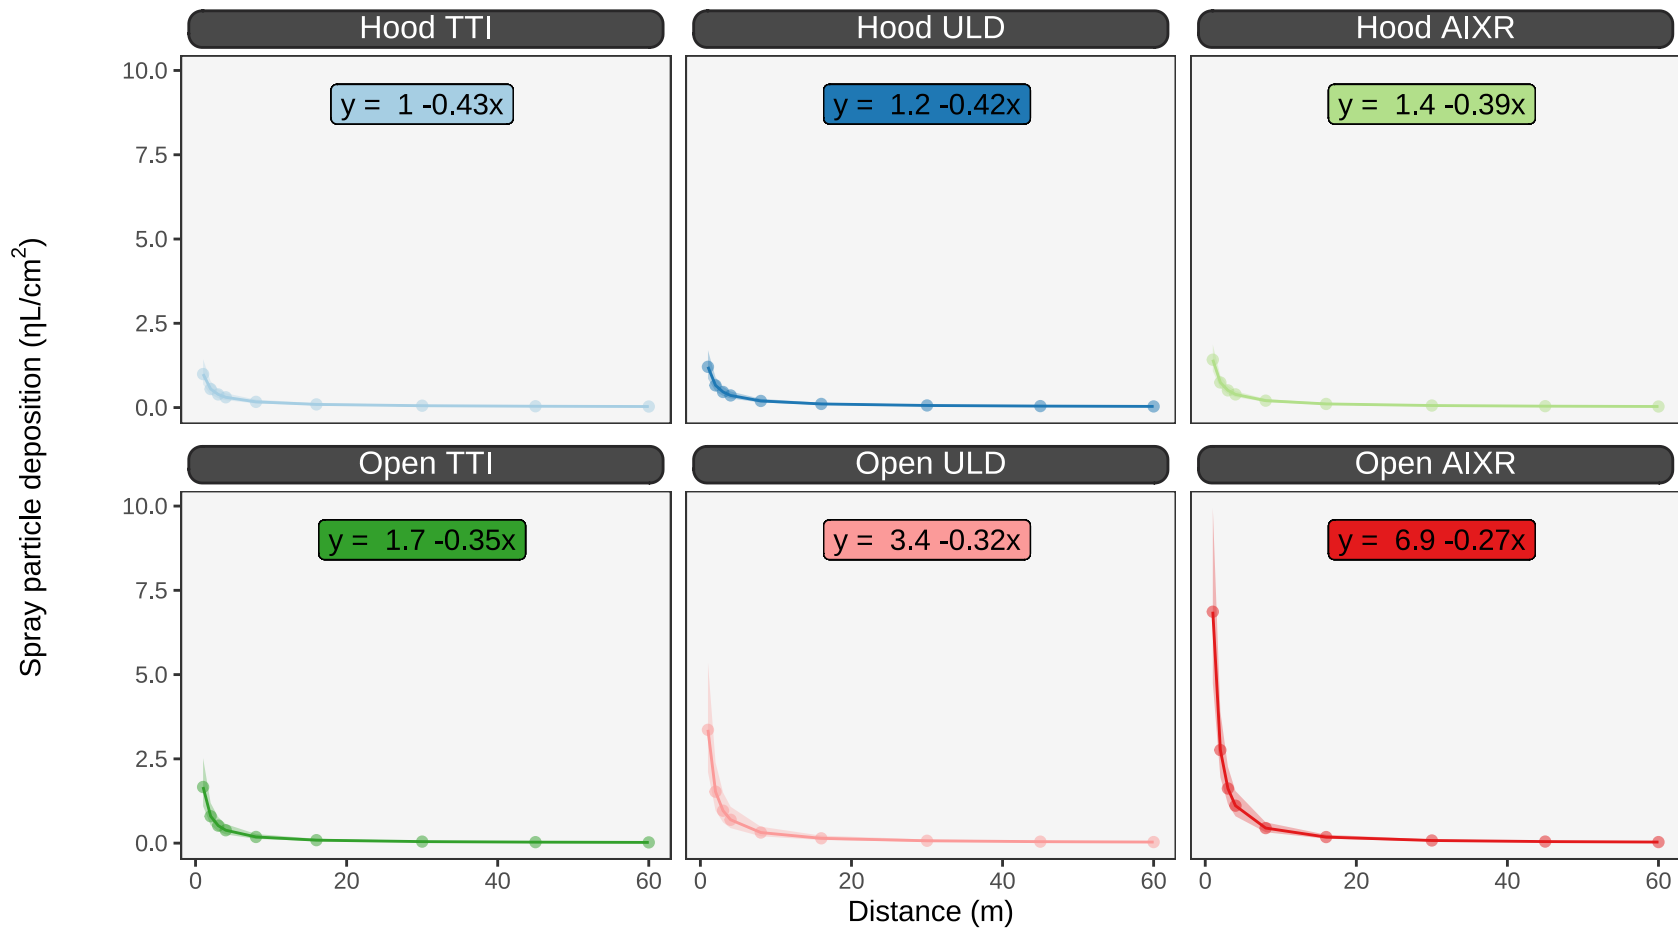 Hood TTI
Hood ULD
Hood AIXR
y =  1 -0.43x
y =  1.2 -0.42x
y =  1.4 -0.39x
10.0
7.5
5.0
2.5
0.0
Spray particle deposition (ηL/cm²)
Open TTI
Open ULD
Open AIXR
y =  1.7 -0.35x
y =  3.4 -0.32x
y =  6.9 -0.27x
10.0
7.5
5.0
2.5
0.0
0 20 40 60
0 20 40 60
0 20 40 60
Distance (m)